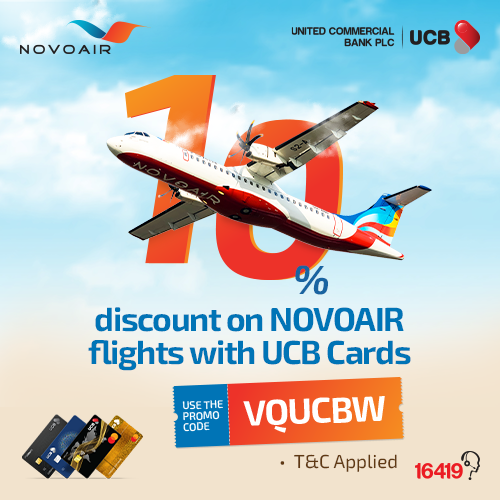 NOVOAIR
UNITED COMMERCIAL
BANK PLC
UCB
10
%
NOVOAIR
discount on NOVOAIR
flights with UCB Cards
USE THE
PROMO
CODE
VQUCBW
• T&C Applied
16419